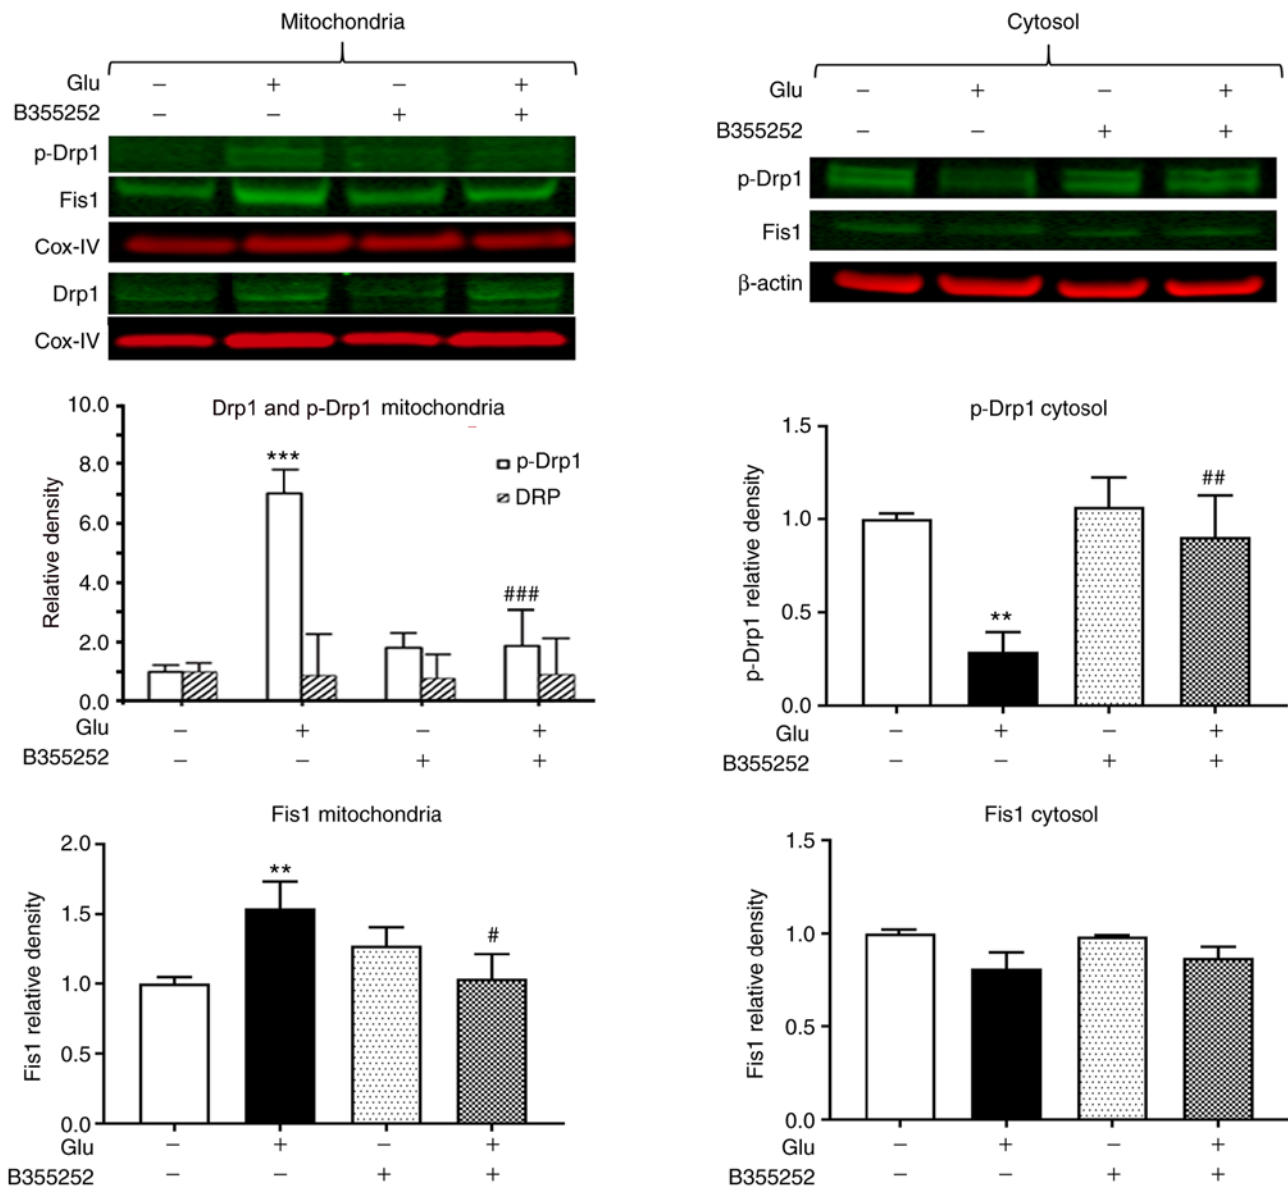 Mitochondria
Glu − + − +
B355252 − − + +
p-Drp1
Fis1
Cox-IV
Drp1
Cox-IV
Cytosol
Glu − + − +
B355252 − − + +
p-Drp1
Fis1
β-actin
Drp1 and p-Drp1 mitochondria
Relative density
10.0
8.0
6.0
4.0
2.0
1.0
0.0
***
###
p-Drp1
DRP
Glu − + − +
B355252 − − + +
p-Drp1 cytosol
p-Drp1 relative density
1.5
1.0
0.5
0.0
**
##
Glu − + − +
B355252 − − + +
Fis1 mitochondria
Fis1 relative density
2.0
1.5
1.0
0.5
0.0
**
#
Glu − + − +
B355252 − − + +
Fis1 cytosol
Fis1 relative density
1.5
1.0
0.5
0.0
Glu − + − +
B355252 − − + +